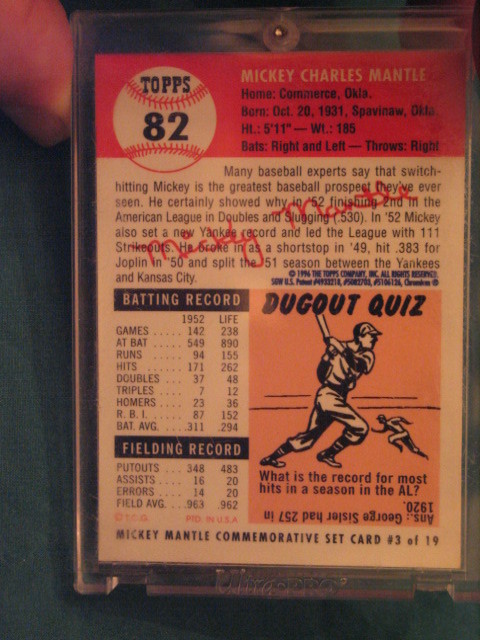 TOPPS
82
MICKEY CHARLES MANTLE
Home: Commerce, Okla.
Born: Oct. 20, 1931, Spavinaw, Okla.
Ht.: 5'11" — Wt.: 185
Bats: Right and Left — Throws: Right
Many baseball experts say that switch-
hitting Mickey is the greatest baseball prospect they've ever
seen. He certainly showed why in '52 finishing 2nd in the
American League in Doubles and Slugging (.530). In '52 Mickey
also set a new Yankee record and led the League with 111
Strikeouts. He broke in as a shortstop in '49, hit .383 for
Joplin in '50 and split the '51 season between the Yankees
and Kansas City.
Mickey Mantle
© 1996 THE TOPPS COMPANY, INC. ALL RIGHTS RESERVED.
BATTING RECORD
1952 LIFE
GAMES .... 142 238
AT BAT .... 549 890
RUNS .... 94 155
HITS .... 171 262
DOUBLES ... 37 48
TRIPLES .... 7 12
HOMERS ... 23 36
R. B. I. .... 87 152
BAT. AVG. ... .311 .294
FIELDING RECORD
PUTOUTS .... 348 483
ASSISTS .... 16 20
ERRORS .... 14 20
FIELD AVG. .963 .962
© T.C.G. PTD. IN U.S.A.
DUGOUT QUIZ
What is the record for most
hits in a season in the AL?
Ans.: George Sisler had 257 in
1920.
MICKEY MANTLE COMMEMORATIVE SET CARD #3 of 19